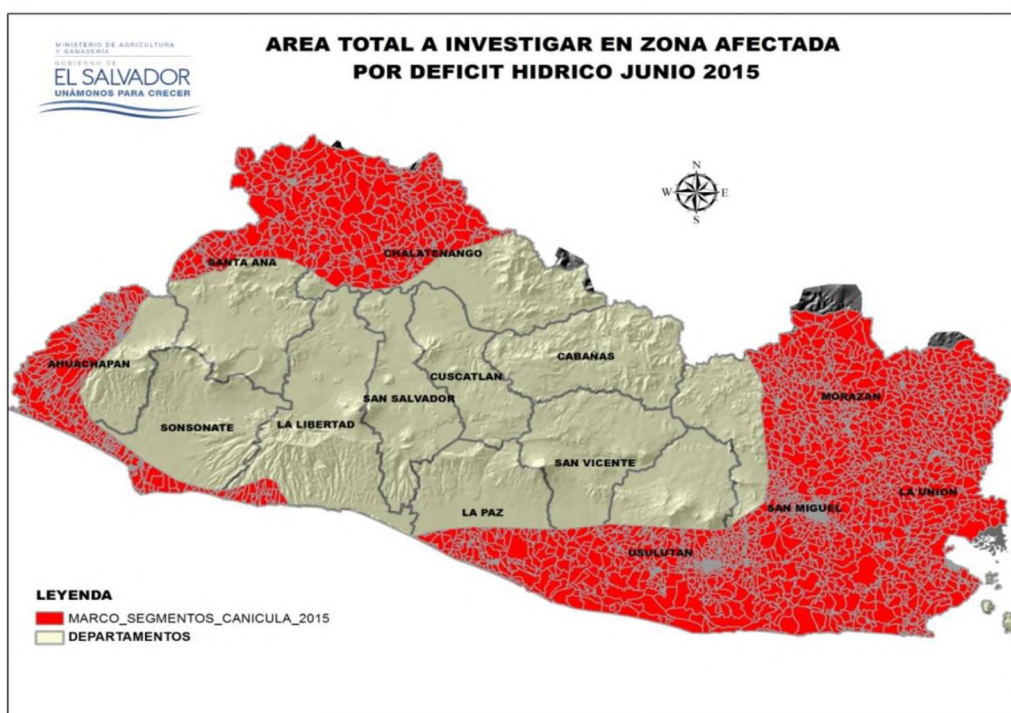 MINISTERIO DE AGRICULTURA
Y GANADERÍA
GOBIERNO DE
EL SALVADOR
UNÁMONOS PARA CRECER
AREA TOTAL A INVESTIGAR EN ZONA AFECTADA
POR DEFICIT HIDRICO JUNIO 2015
N
W
E
S
CHALATENANGO
SANTA ANA
AHUACHAPAN
CABAÑAS
CUSCATLAN
MORAZAN
SAN SALVADOR
SONSONATE
LA LIBERTAD
SAN VICENTE
LA UNION
LA PAZ
SAN MIGUEL
USULUTAN
LEYENDA
MARCO_SEGMENTOS_CANICULA_2015
DEPARTAMENTOS